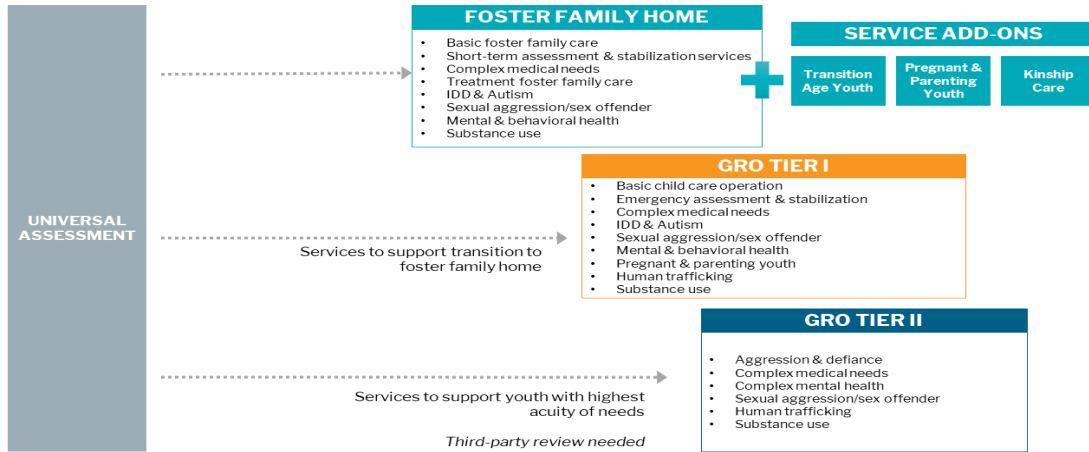 FOSTER FAMILY HOME
• Basic foster family care
• Short-term assessment & stabilization services
• Complex medical needs
• Treatment foster family care
• IDD & Autism
• Sexual aggression/sex offender
• Mental & behavioral health
• Substance use
SERVICE ADD-ONS
Transition
Age Youth
Pregnant &
Parenting
Youth
Kinship
Care
UNIVERSAL
ASSESSMENT
Services to support transition to
foster family home
GRO TIER I
• Basic child care operation
• Emergency assessment & stabilization
• Complex medical needs
• IDD & Autism
• Sexual aggression/sex offender
• Mental & behavioral health
• Pregnant & parenting youth
• Human trafficking
• Substance use
Services to support youth with highest
acuity of needs
Third-party review needed
GRO TIER II
• Aggression & defiance
• Complex medical needs
• Complex mental health
• Sexual aggression/sex offender
• Human trafficking
• Substance use